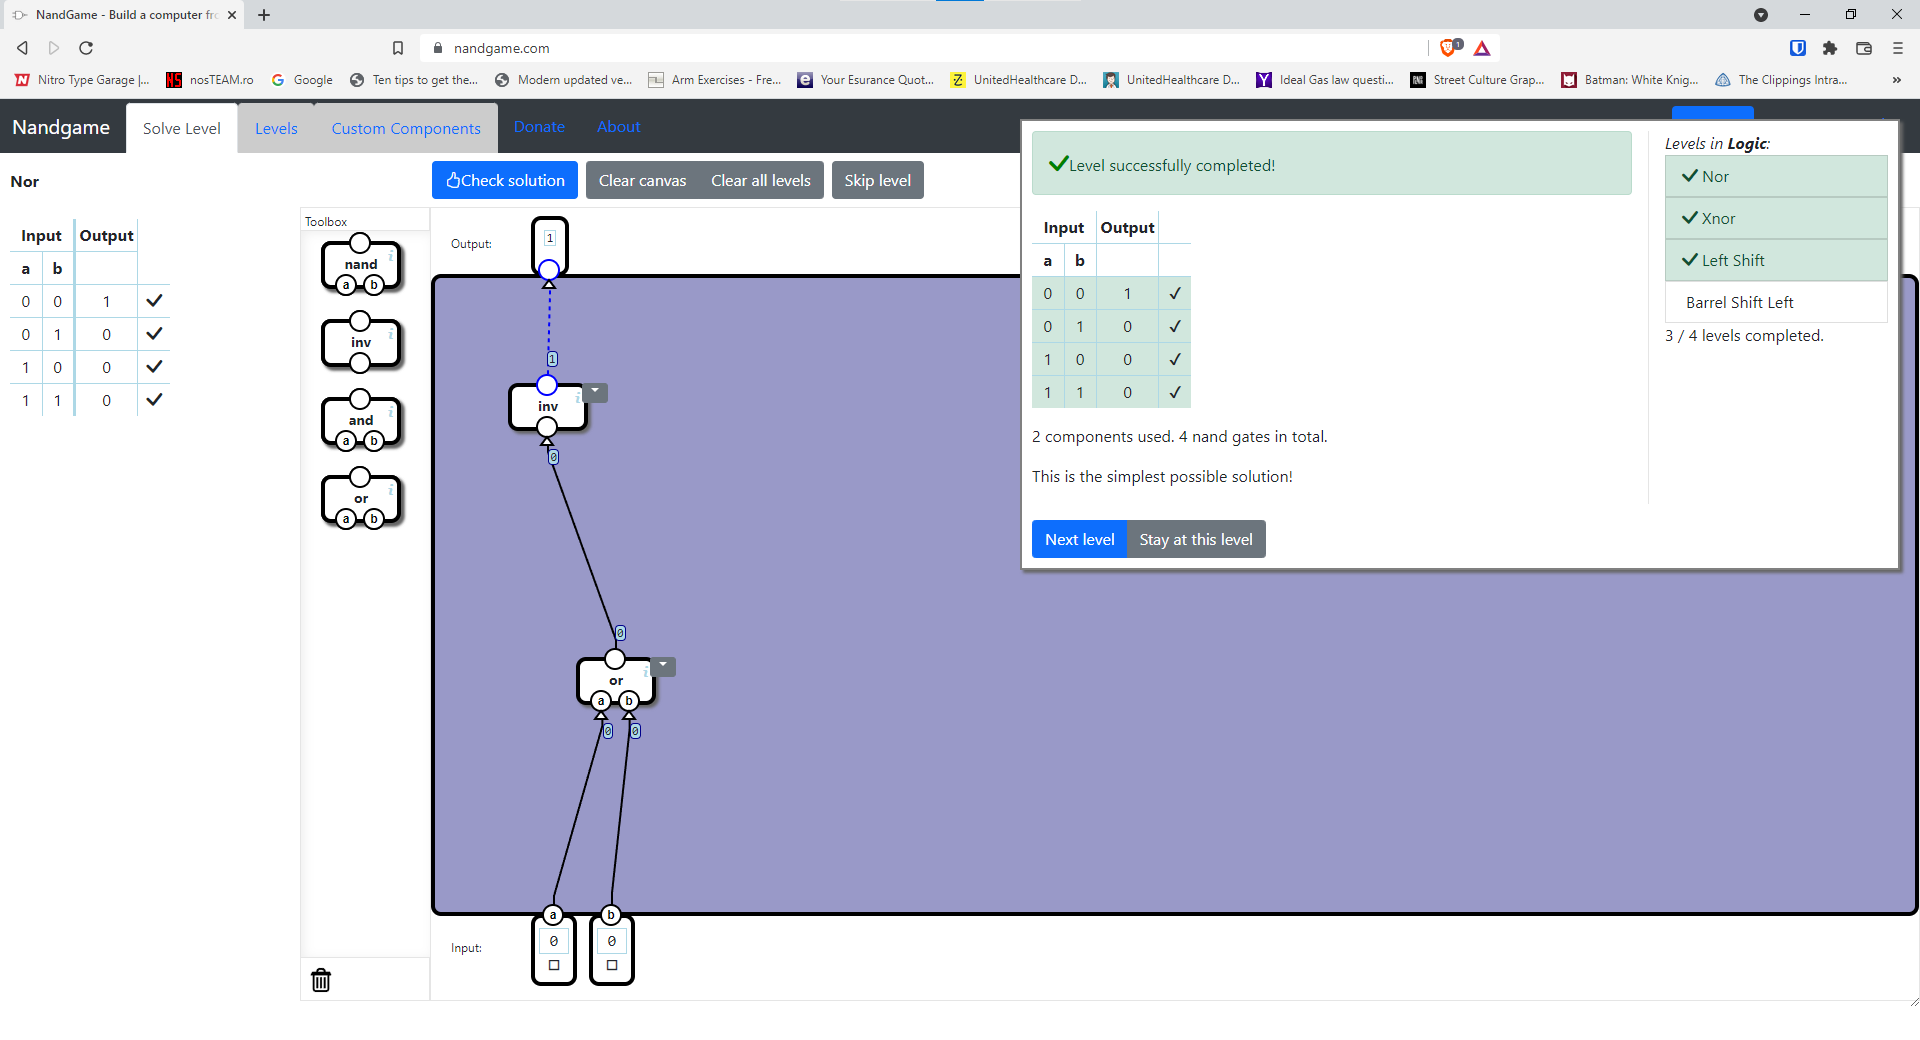 NandGame - Build a computer fro
nandgame.com
1
Nitro Type Garage |...
NS nosTEAM.ro
Google
Ten tips to get the...
Modern updated ve...
Arm Exercises - Fre...
Your Esurance Quot...
UnitedHealthcare D...
UnitedHealthcare D...
Ideal Gas law questi...
Street Culture Grap...
Batman: White Knig...
The Clippings Intra...
Nandgame
Solve Level
Levels
Custom Components
Donate
About
Nor
Check solution
Clear canvas
Clear all levels
Skip level
Input Output
a b
0 0 1
0 1 0
1 0 0
1 1 0
Toolbox
nand
a b
inv
and
a b
or
a b
Output:
1
1
inv
0
0
or
a b
0 0
a b
Input:
0 0
Level successfully completed!
Input Output
a b
0 0 1
0 1 0
1 0 0
1 1 0
2 components used. 4 nand gates in total.
This is the simplest possible solution!
Next level
Stay at this level
Levels in Logic:
Nor
Xnor
Left Shift
Barrel Shift Left
3 / 4 levels completed.